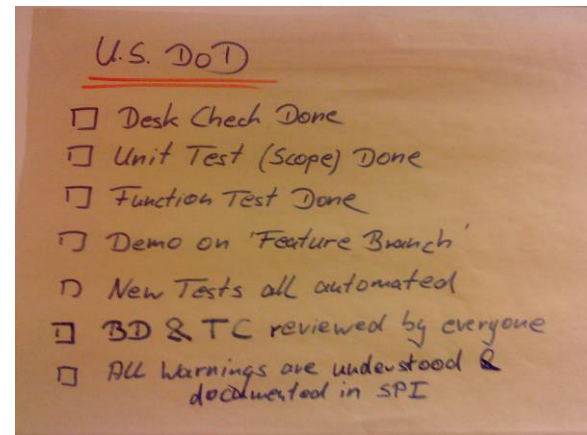 U.S. DoD
Desk Check Done
Unit Test (Scope) Done
Function Test Done
Demo on 'Feature Branch'
New Tests all automated
BD & TC reviewed by everyone
All Warnings are understood &
documented in SPI